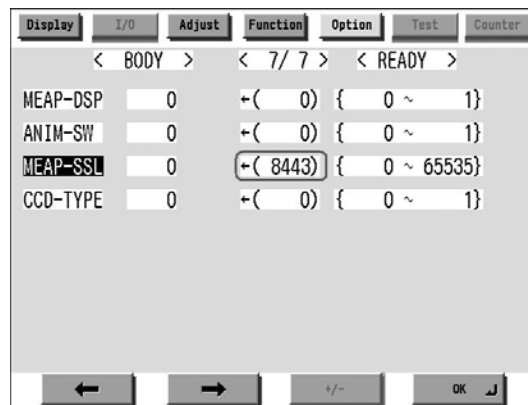 Display I/O Adjust Function Option Test Counter
< BODY > < 7/ 7 > < READY >
MEAP-DSP 0 ←( 0) { 0 ~ 1}
ANIM-SW 0 ←( 0) { 0 ~ 1}
MEAP-SSL 0 ←( 8443) { 0 ~ 65535}
CCD-TYPE 0 ←( 0) { 0 ~ 1}
← → +/- OK ┘